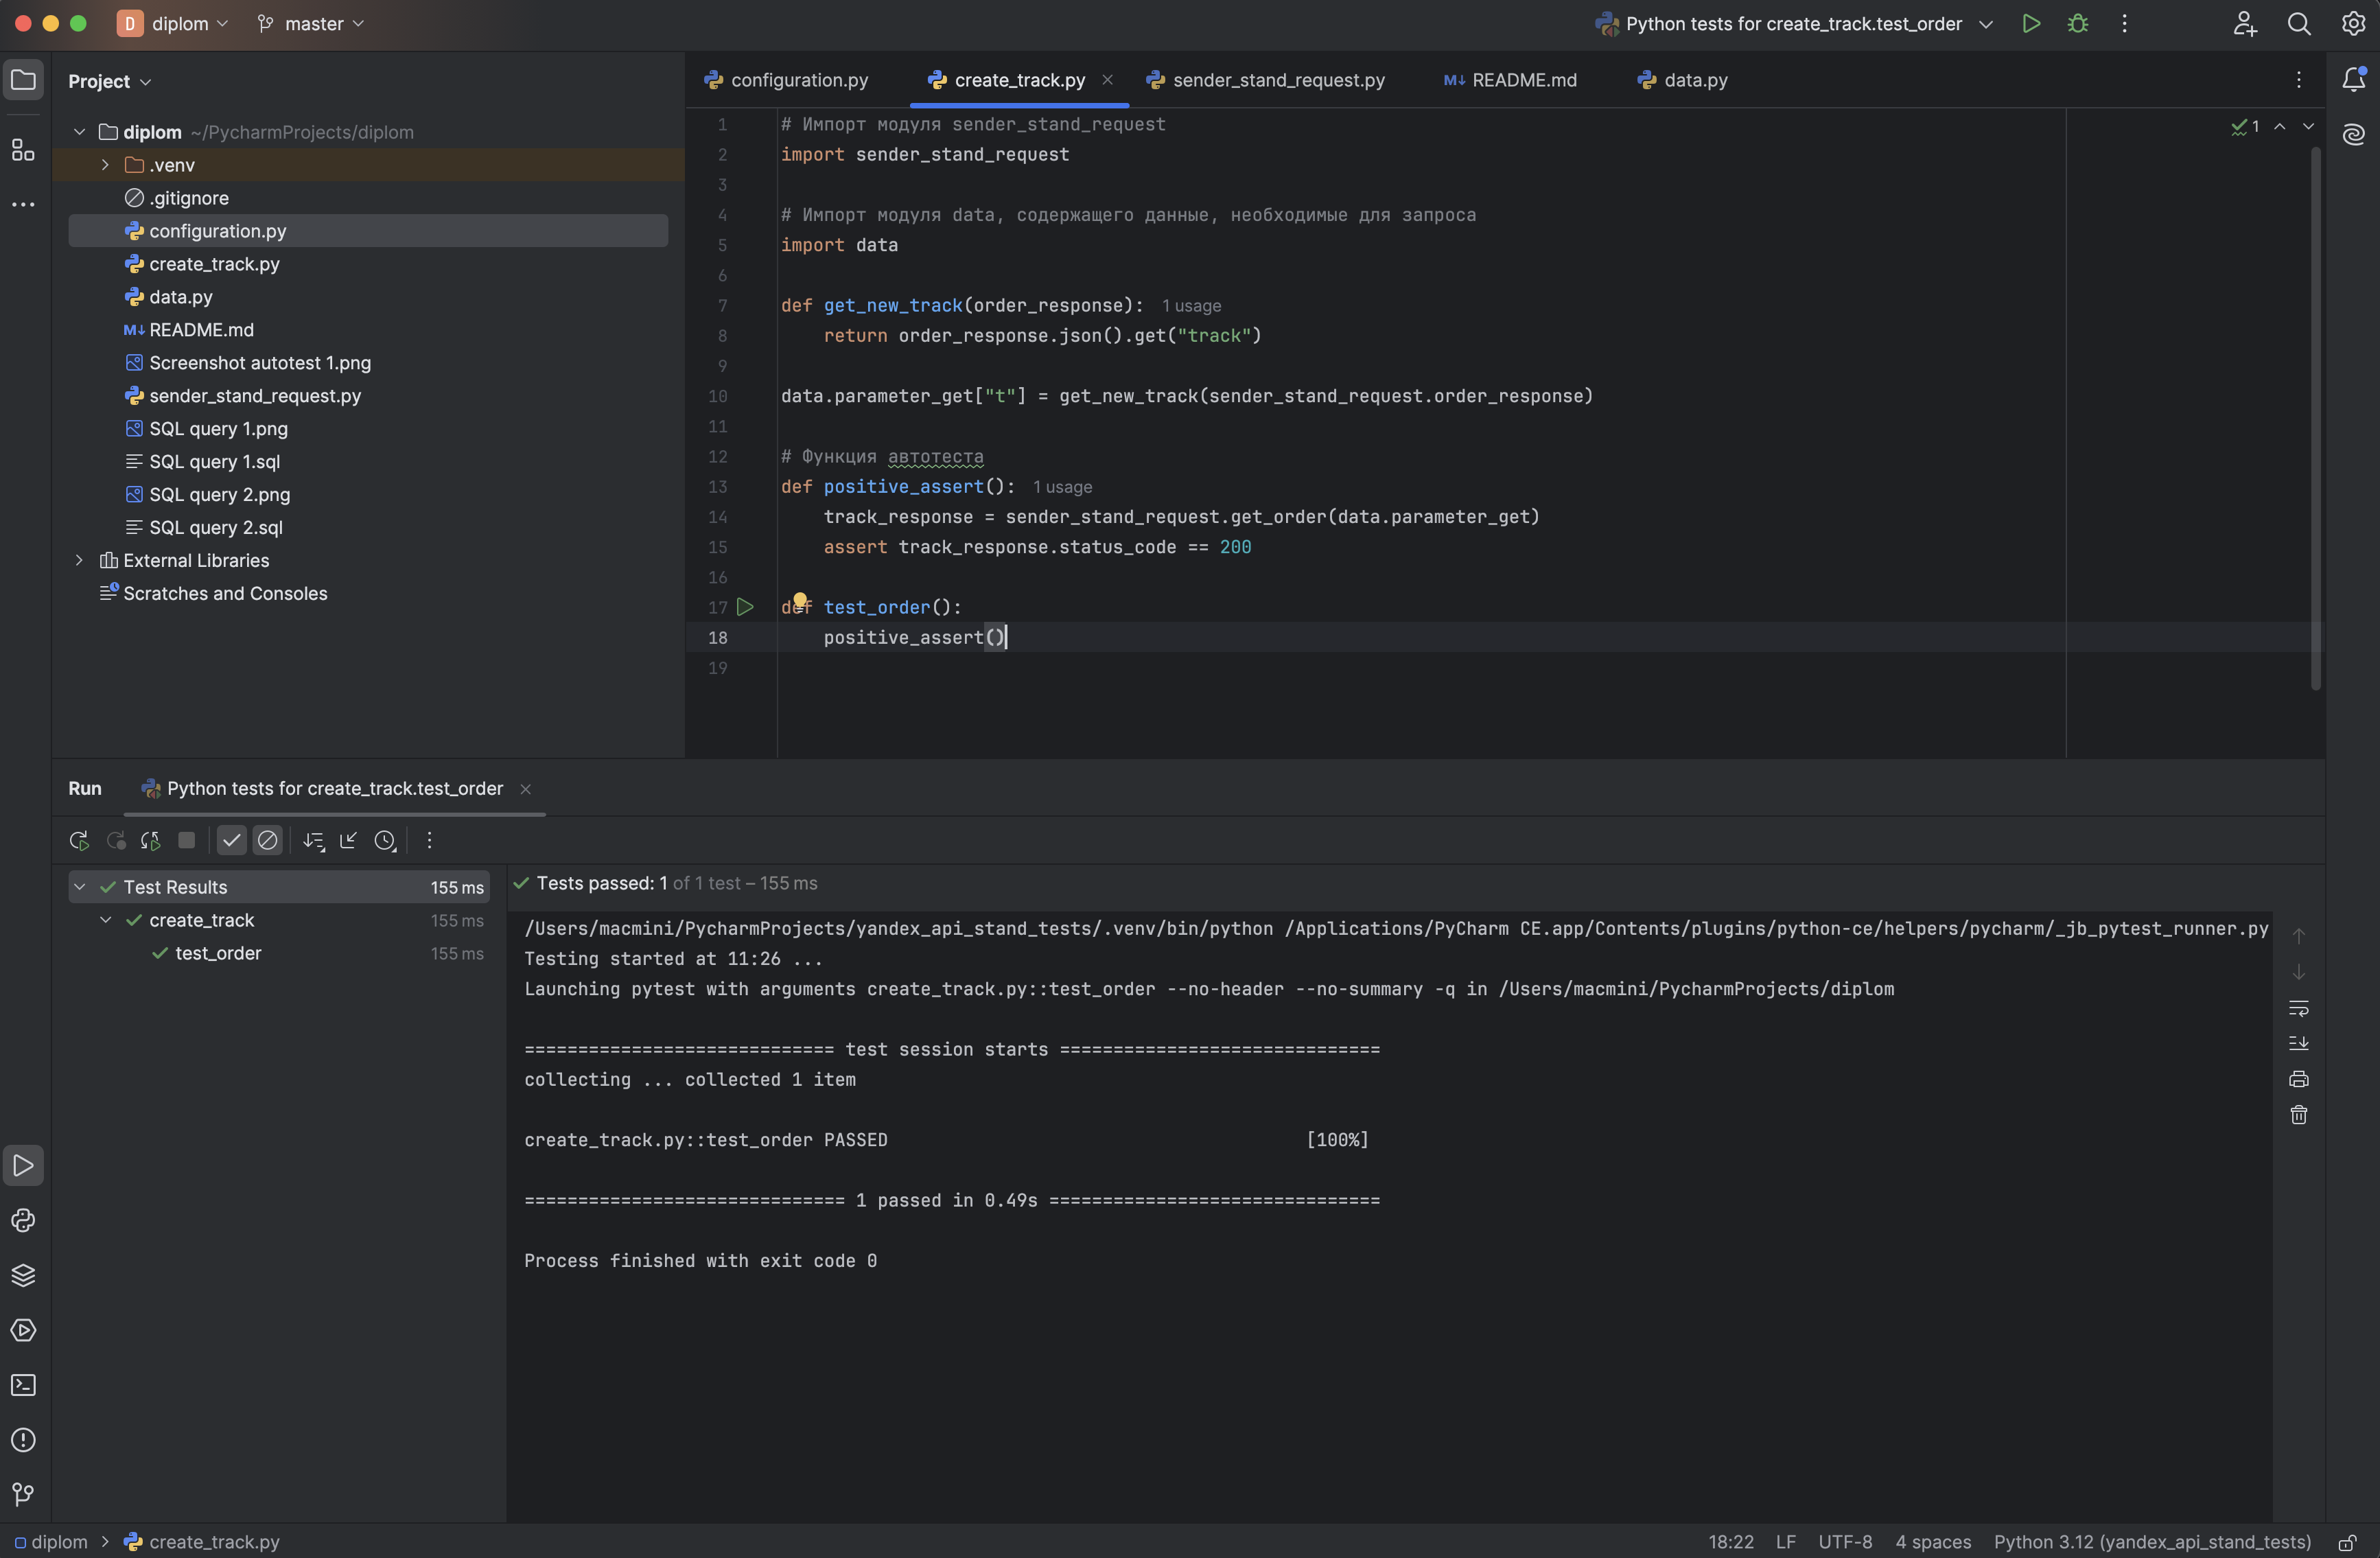 D diplom master Python tests for create_track.test_order
Project
configuration.py create_track.py sender_stand_request.py M↓ README.md data.py
diplom ~/PycharmProjects/diplom
.venv
.gitignore
configuration.py
create_track.py
data.py
M↓ README.md
Screenshot autotest 1.png
sender_stand_request.py
SQL query 1.png
SQL query 1.sql
SQL query 2.png
SQL query 2.sql
External Libraries
Scratches and Consoles
1
1 # Импорт модуля sender_stand_request
2 import sender_stand_request
3
4 # Импорт модуля data, содержащего данные, необходимые для запроса
5 import data
6
7 def get_new_track(order_response): 1 usage
8 return order_response.json().get("track")
9
10 data.parameter_get["t"] = get_new_track(sender_stand_request.order_response)
11
12 # Функция автотеста
13 def positive_assert(): 1 usage
14 track_response = sender_stand_request.get_order(data.parameter_get)
15 assert track_response.status_code == 200
16
17 def test_order():
18 positive_assert()
19
Run Python tests for create_track.test_order
Test Results 155 ms
create_track 155 ms
test_order 155 ms
Tests passed: 1 of 1 test – 155 ms
/Users/macmini/PycharmProjects/yandex_api_stand_tests/.venv/bin/python /Applications/PyCharm CE.app/Contents/plugins/python-ce/helpers/pycharm/_jb_pytest_runner.py
Testing started at 11:26 ...
Launching pytest with arguments create_track.py::test_order --no-header --no-summary -q in /Users/macmini/PycharmProjects/diplom
============================= test session starts ==============================
collecting ... collected 1 item
create_track.py::test_order PASSED [100%]
============================== 1 passed in 0.49s ===============================
Process finished with exit code 0
diplom > create_track.py
18:22 LF UTF-8 4 spaces Python 3.12 (yandex_api_stand_tests)